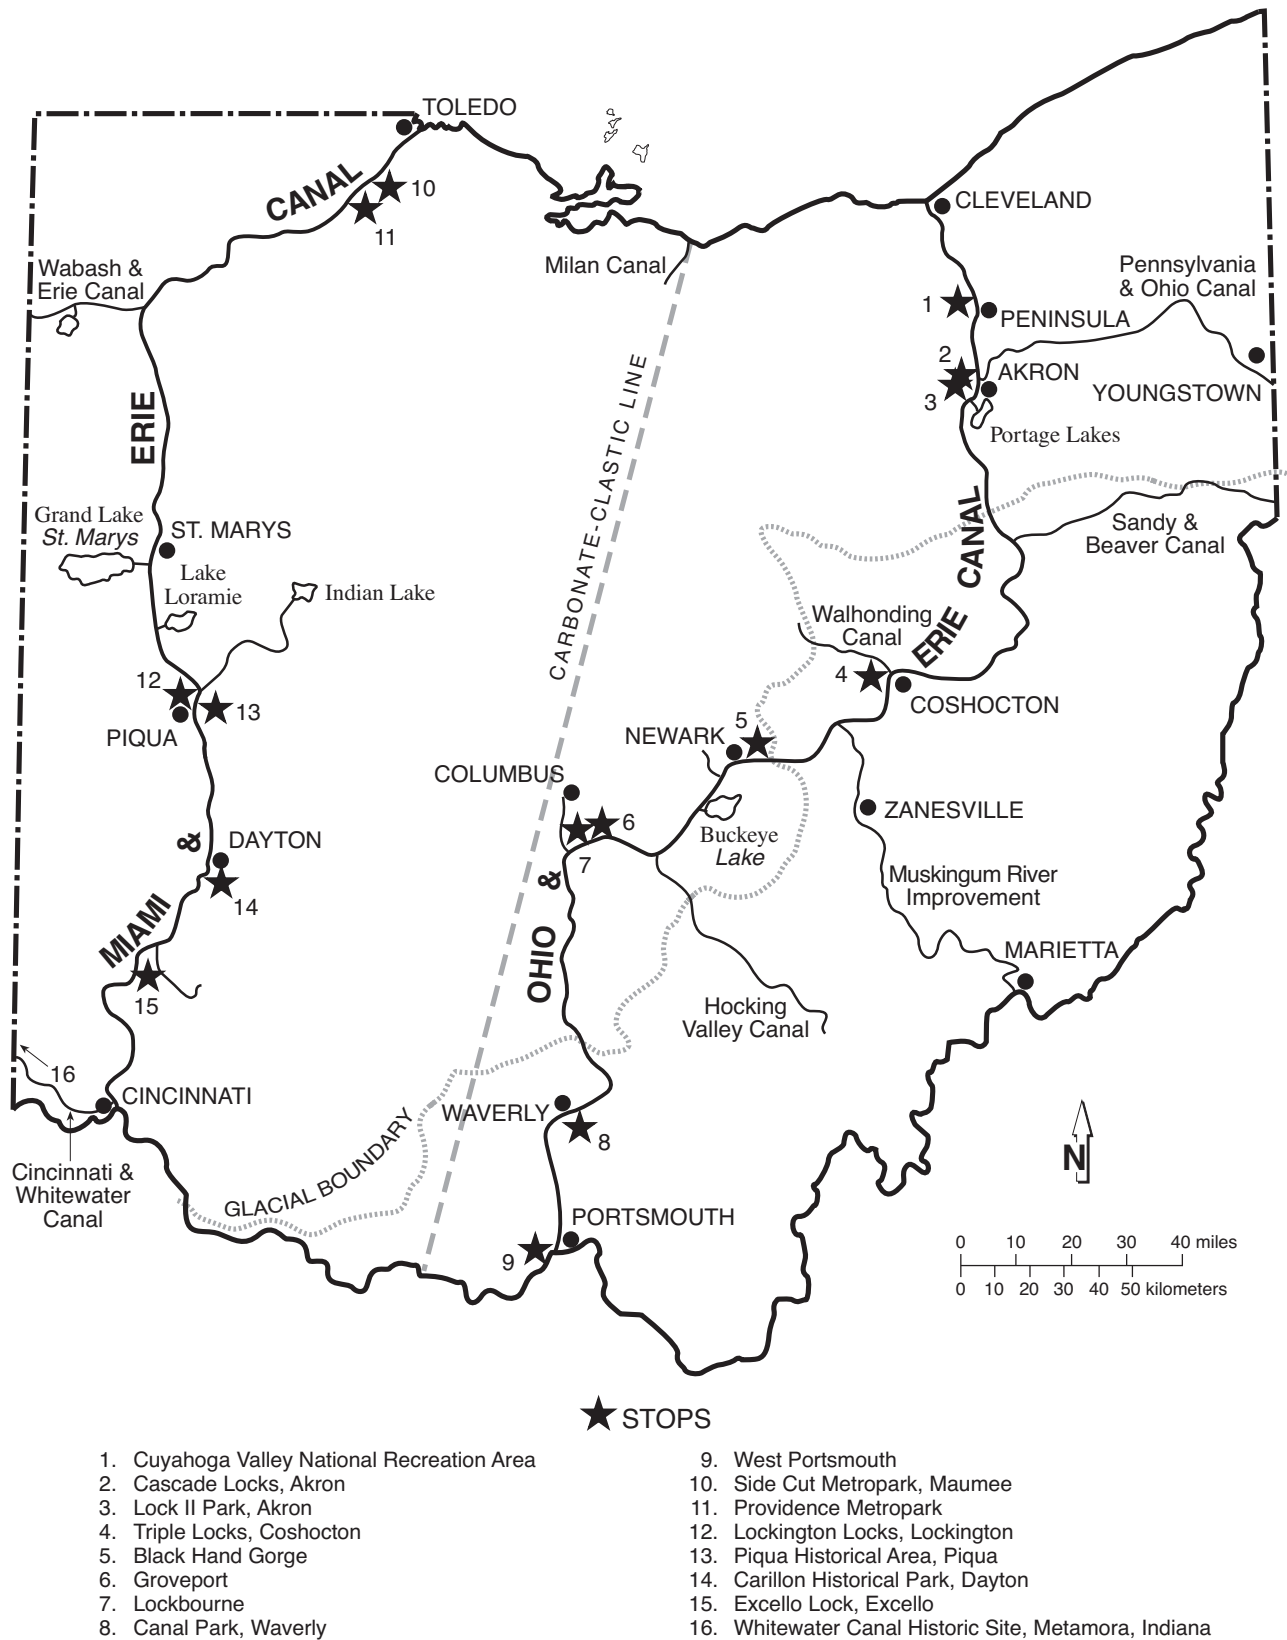 TOLEDO
CANAL
10
11
CLEVELAND
Milan Canal
Wabash &
Erie Canal
Pennsylvania
& Ohio Canal
1
PENINSULA
2
AKRON
3
YOUNGSTOWN
Portage Lakes
ERIE
CARBONATE-CLASTIC LINE
CANAL
Grand Lake
St. Marys
ST. MARYS
Sandy &
Beaver Canal
Lake
Loramie
Indian Lake
Walhonding
Canal
ERIE
4
COSHOCTON
12
13
PIQUA
5
NEWARK
COLUMBUS
6
7
ZANESVILLE
Buckeye
Lake
&
DAYTON
14
&
Muskingum River
Improvement
MIAMI
OHIO
MARIETTA
15
Hocking
Valley Canal
16
CINCINNATI
WAVERLY
8
GLACIAL BOUNDARY
N
Cincinnati &
Whitewater
Canal
PORTSMOUTH
9
0 10 20 30 40 miles
0 10 20 30 40 50 kilometers
STOPS
1. Cuyahoga Valley National Recreation Area
2. Cascade Locks, Akron
3. Lock II Park, Akron
4. Triple Locks, Coshocton
5. Black Hand Gorge
6. Groveport
7. Lockbourne
8. Canal Park, Waverly
9. West Portsmouth
10. Side Cut Metropark, Maumee
11. Providence Metropark
12. Lockington Locks, Lockington
13. Piqua Historical Area, Piqua
14. Carillon Historical Park, Dayton
15. Excello Lock, Excello
16. Whitewater Canal Historic Site, Metamora, Indiana